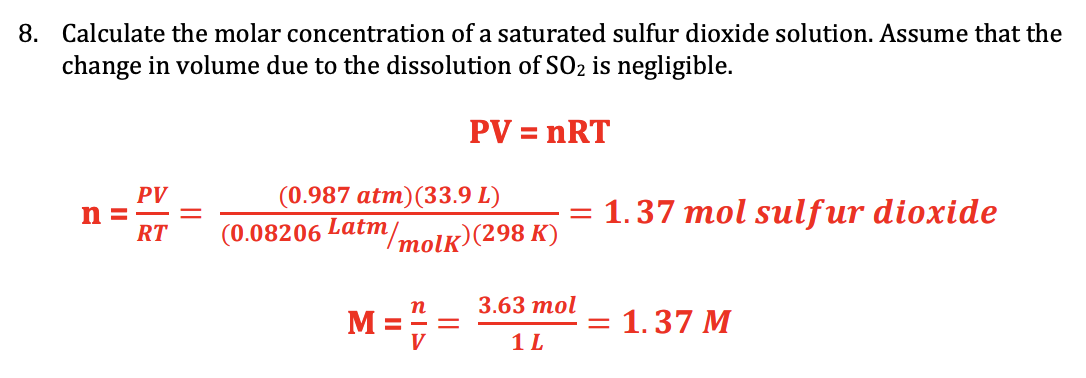 8. Calculate the molar concentration of a saturated sulfur dioxide solution. Assume that the
change in volume due to the dissolution of SO₂ is negligible.
PV = nRT
n = PV/RT = (0.987 atm)(33.9 L)/(0.08206 Latm/molK)(298 K) = 1.37 mol sulfur dioxide
M = n/V = 3.63 mol/1 L = 1.37 M